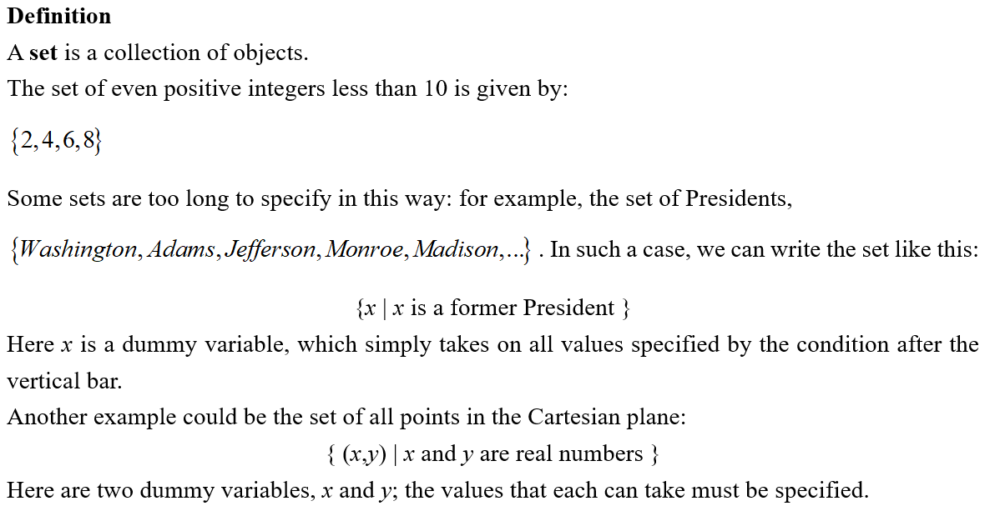 Definition
A set is a collection of objects.
The set of even positive integers less than 10 is given by:
{2,4,6,8}
Some sets are too long to specify in this way: for example, the set of Presidents,
{Washington, Adams, Jefferson, Monroe, Madison,...} . In such a case, we can write the set like this:
{x | x is a former President }
Here x is a dummy variable, which simply takes on all values specified by the condition after the
vertical bar.
Another example could be the set of all points in the Cartesian plane:
{ (x,y) | x and y are real numbers }
Here are two dummy variables, x and y; the values that each can take must be specified.